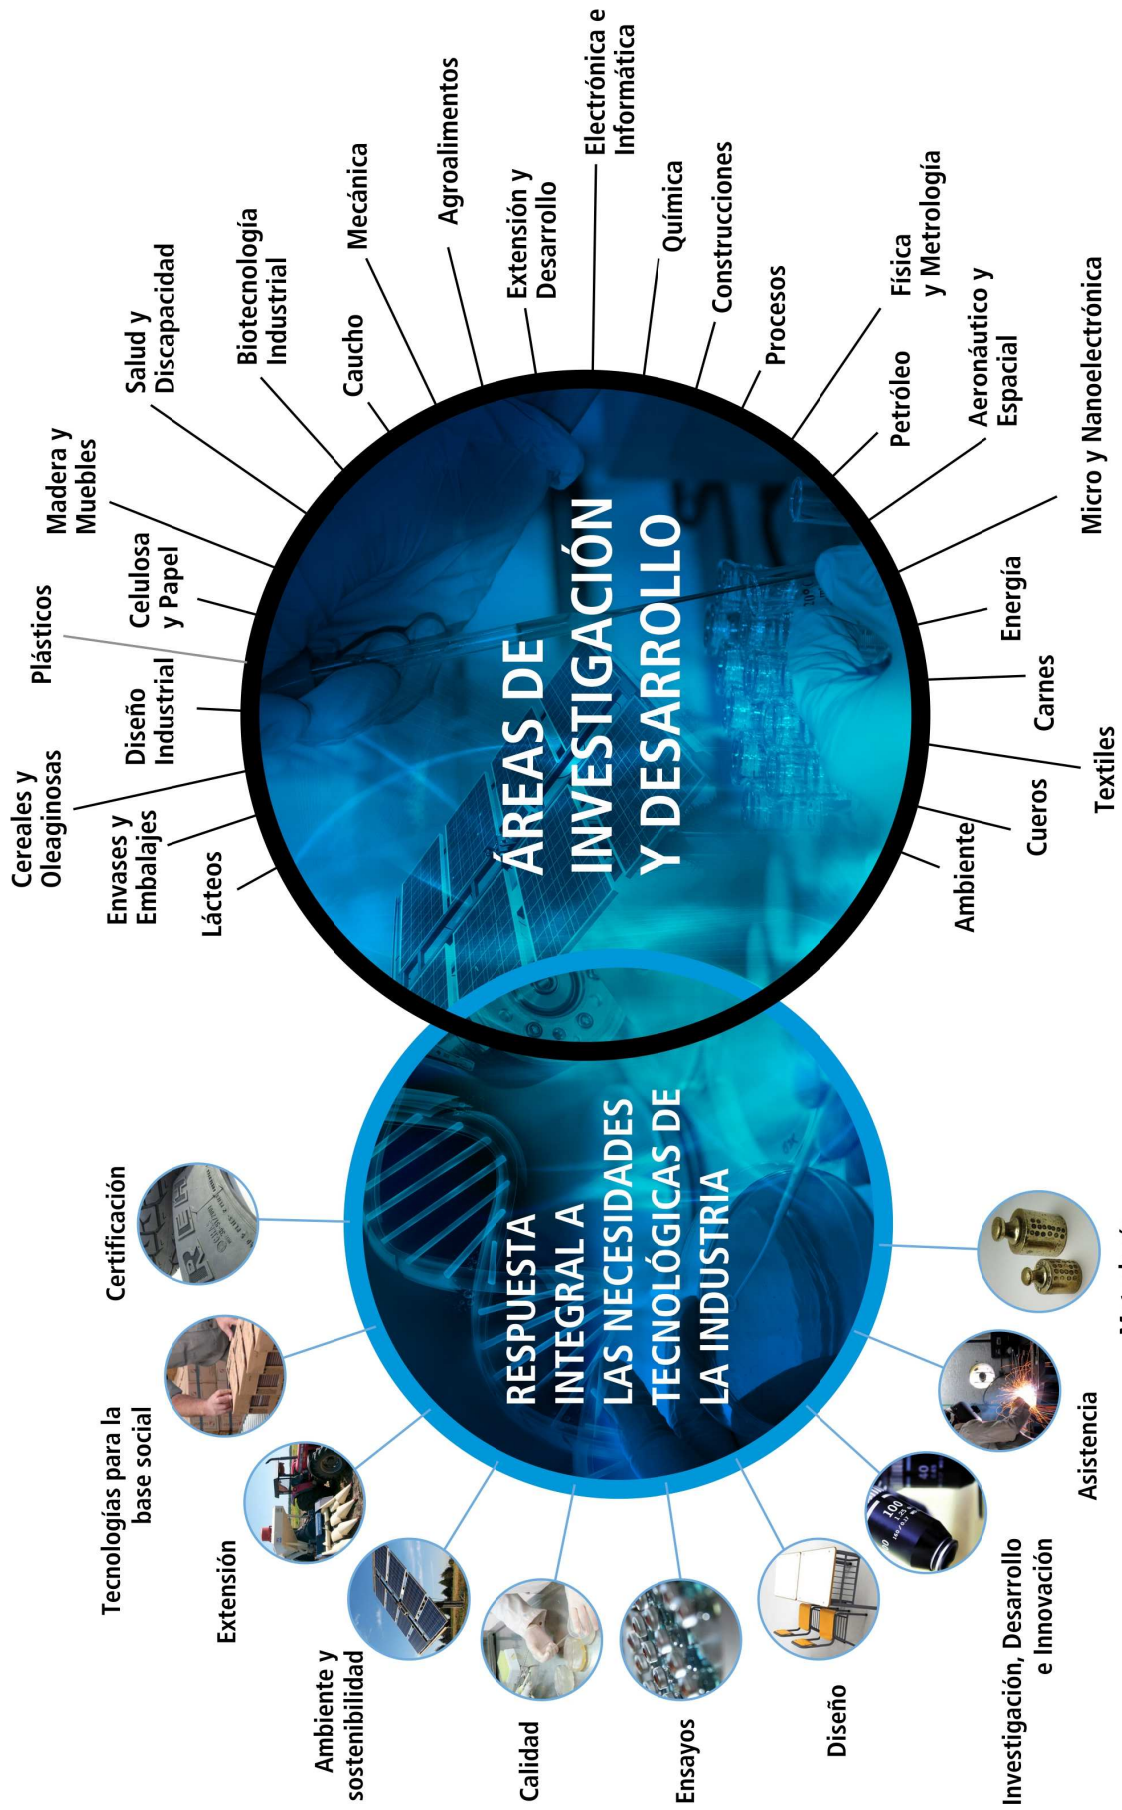 Certificación
Tecnologías para la
base social
Extensión
Ambiente y
sostenibilidad
Calidad
Ensayos
Diseño
Investigación, Desarrollo
e Innovación
Asistencia
RESPUESTA
INTEGRAL A
LAS NECESIDADES
TECNOLÓGICAS DE
LA INDUSTRIA
ÁREAS DE
INVESTIGACIÓN
Y DESARROLLO
Lácteos
Envases y
Embalajes
Cereales y
Oleaginosas
Diseño
Industrial
Plásticos
Celulosa
y Papel
Madera y
Muebles
Salud y
Discapacidad
Biotecnología
Industrial
Caucho
Mecánica
Agroalimentos
Extensión y
Desarrollo
Electrónica e
Informática
Química
Construcciones
Procesos
Física
y Metrología
Petróleo
Aeronáutico y
Espacial
Micro y Nanoelectrónica
Energía
Carnes
Textiles
Cueros
Ambiente
100
40